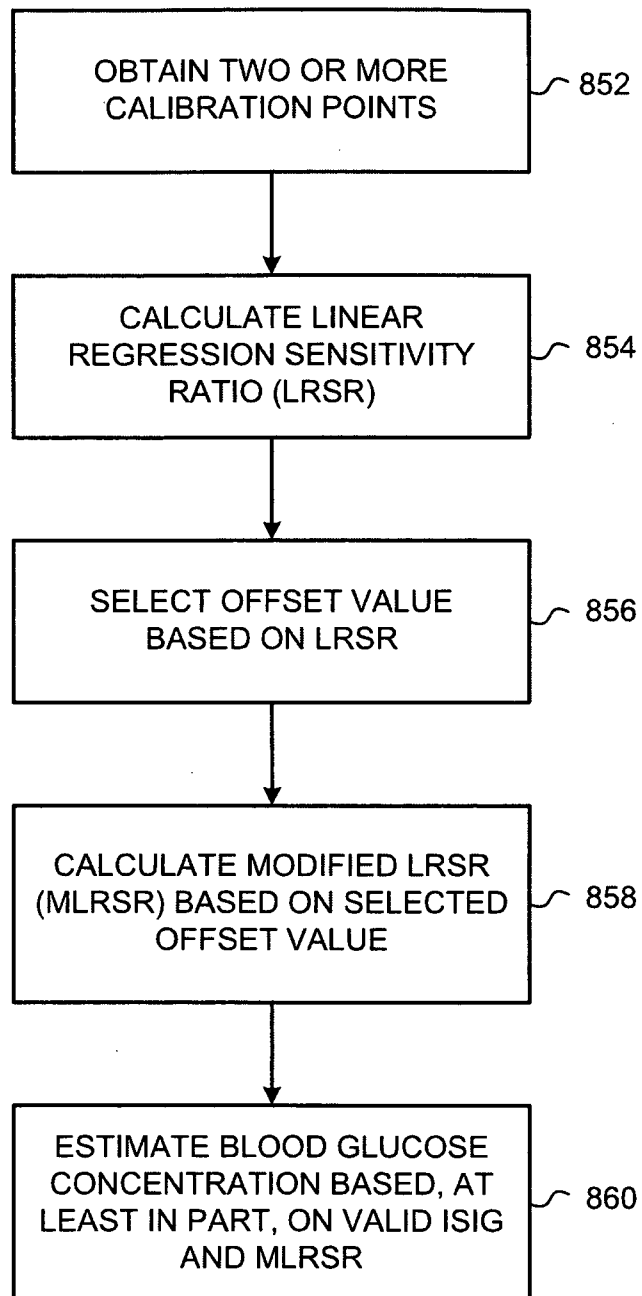 OBTAIN TWO OR MORE
CALIBRATION POINTS
852
CALCULATE LINEAR
REGRESSION SENSITIVITY
RATIO (LRSR)
854
SELECT OFFSET VALUE
BASED ON LRSR
856
CALCULATE MODIFIED LRSR
(MLRSR) BASED ON SELECTED
OFFSET VALUE
858
ESTIMATE BLOOD GLUCOSE
CONCENTRATION BASED, AT
LEAST IN PART, ON VALID ISIG
AND MLRSR
860